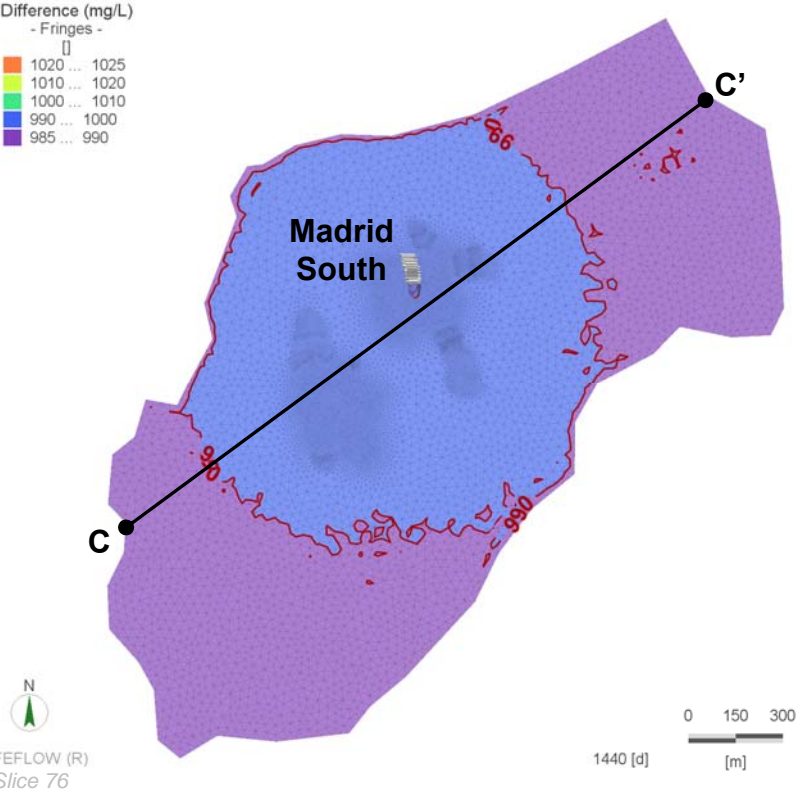 Difference (mg/L)
- Fringes -
[]
1020 ... 1025
1010 ... 1020
1000 ... 1010
990 ... 1000
985 ... 990
C’
990
Madrid
South
990
990
C
N
0 150 300
[m]
1440 [d]
FEFLOW (R)
Slice 76